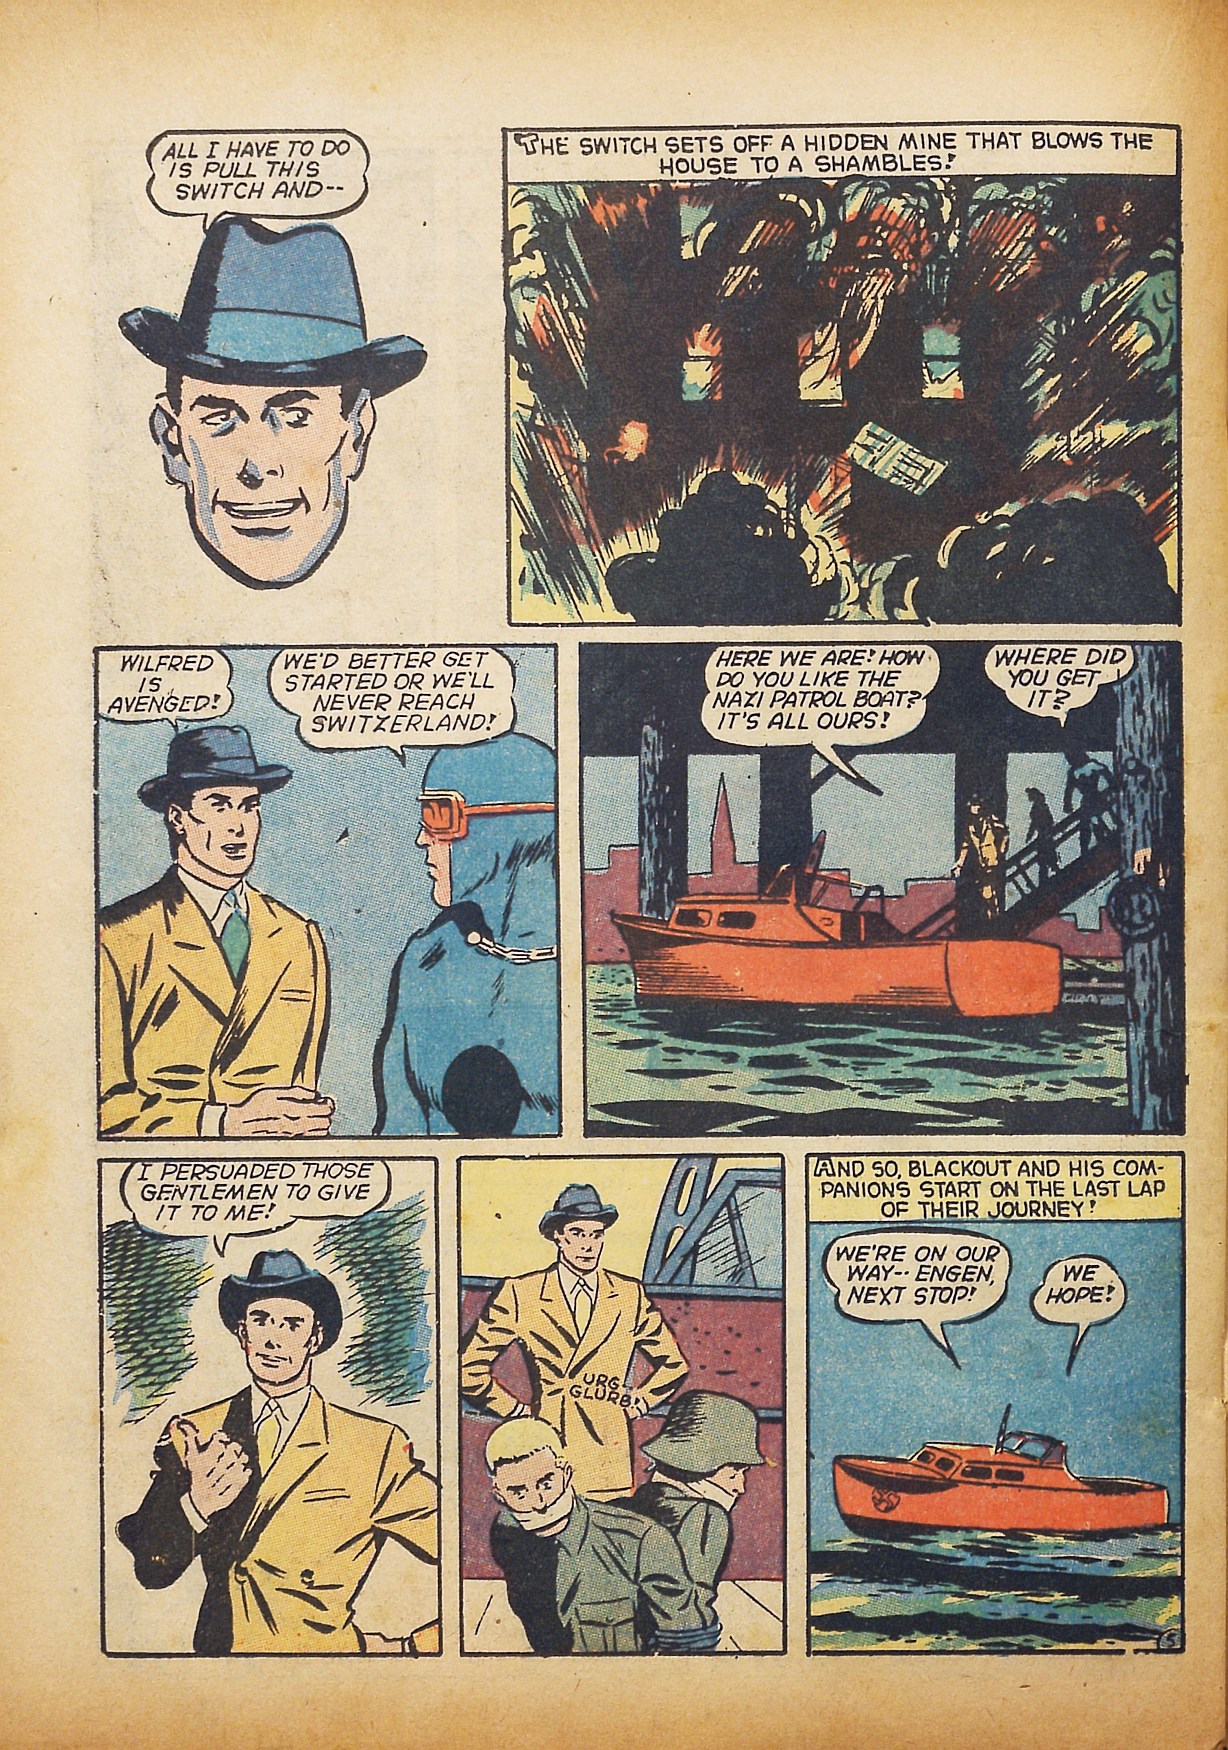 ALL I HAVE TO DO
IS PULL THIS
SWITCH AND--
THE SWITCH SETS OFF A HIDDEN MINE THAT BLOWS THE
HOUSE TO A SHAMBLES!
WILFRED
IS
AVENGED!
WE'D BETTER GET
STARTED OR WE'LL
NEVER REACH
SWITZERLAND!
HERE WE ARE! HOW
DO YOU LIKE THE
NAZI PATROL BOAT?
IT'S ALL OURS!
WHERE DID
YOU GET
IT?
I PERSUADED THOSE
GENTLEMEN TO GIVE
IT TO ME!
URG-
GLURB!
AND SO, BLACKOUT AND HIS COM-
PANIONS START ON THE LAST LAP
OF THEIR JOURNEY!
WE'RE ON OUR
WAY-- ENGEN,
NEXT STOP!
WE
HOPE!
5